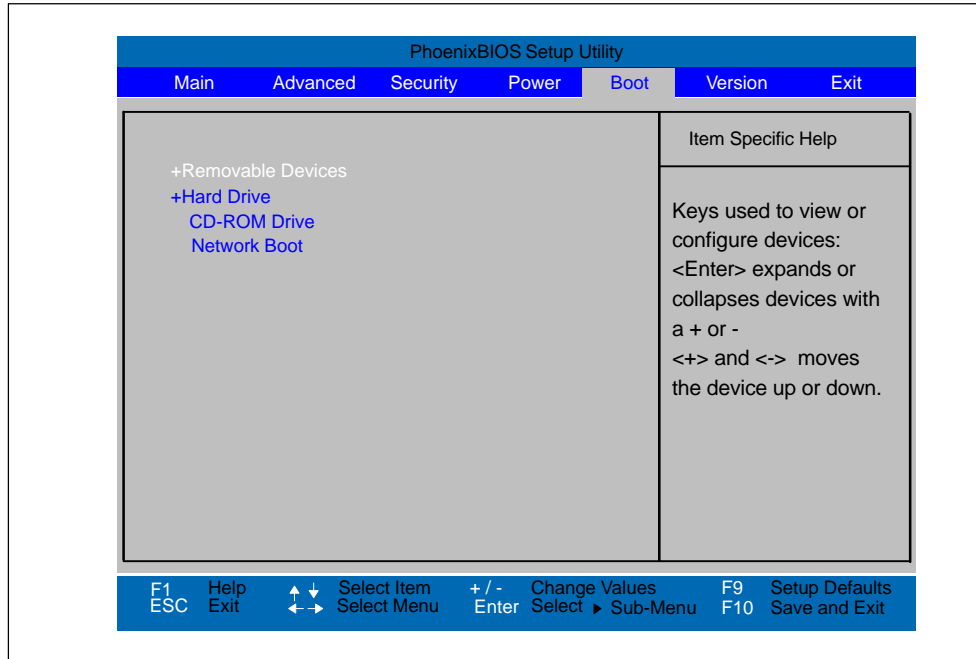 PhoenixBIOS Setup Utility
Main Advanced Security Power Boot Version Exit
+Removable Devices
+Hard Drive
CD-ROM Drive
Network Boot
Item Specific Help
Keys used to view or
configure devices:
<Enter> expands or
collapses devices with
a + or -
<+> and <-> moves
the device up or down.
F1 Help Select Item + / - Change Values F9 Setup Defaults
ESC Exit Select Menu Enter Select Sub-Menu F10 Save and Exit